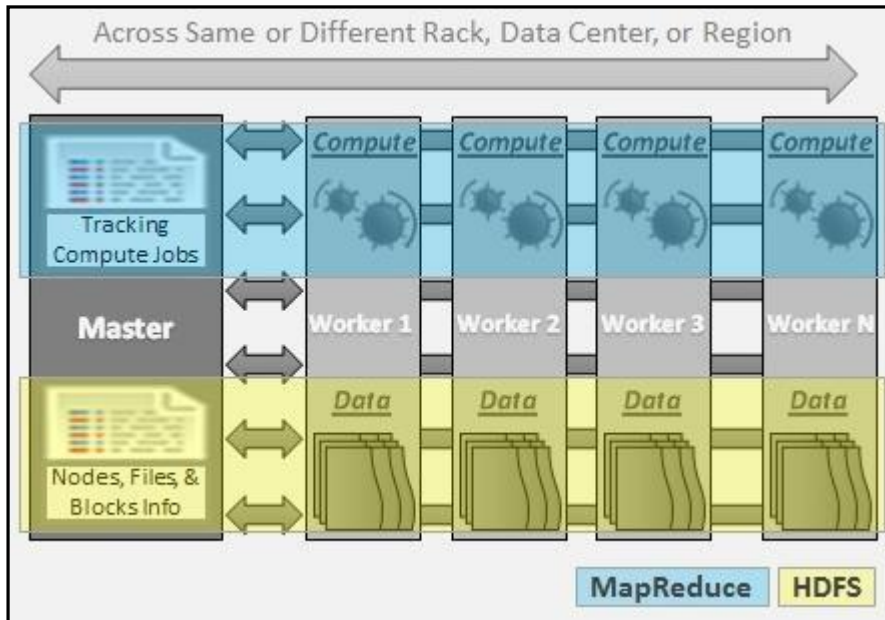 Across Same or Different Rack, Data Center, or Region
Compute Compute Compute Compute
Tracking
Compute Jobs
Master Worker 1 Worker 2 Worker 3 Worker N
Data Data Data Data
Nodes, Files, &
Blocks Info
MapReduce HDFS